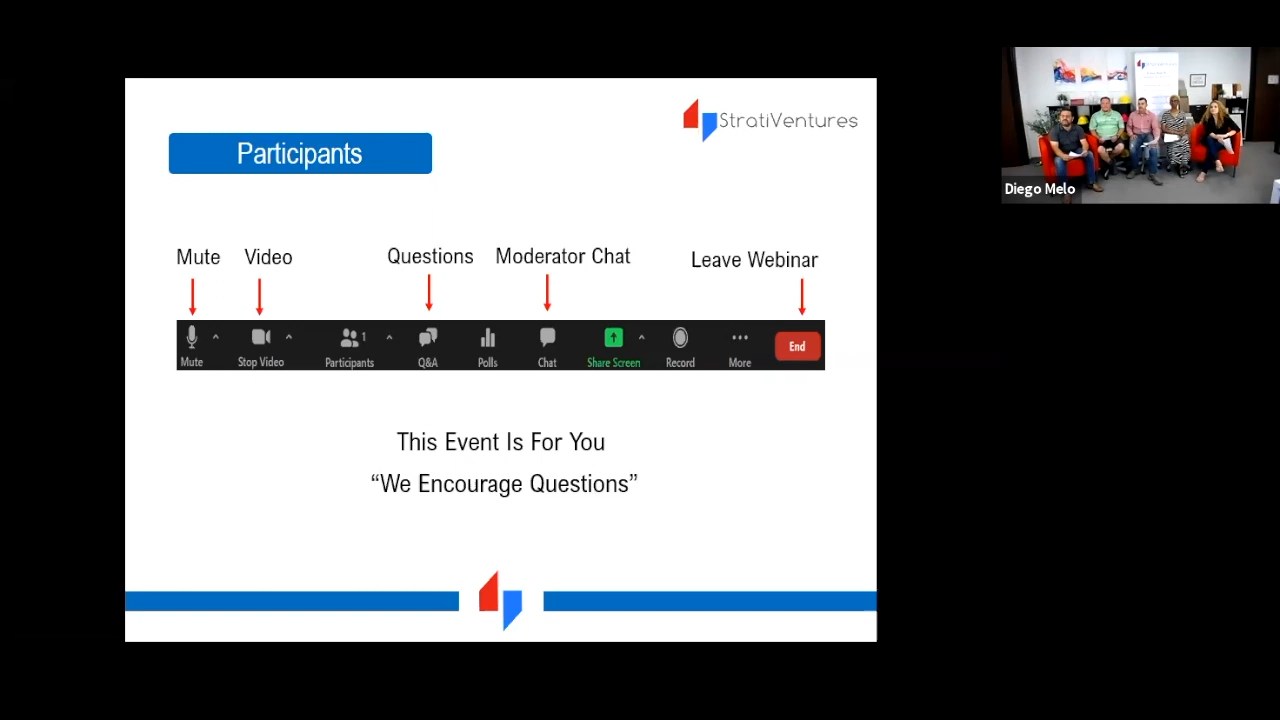 StratiVentures
Participants
Mute Video Questions Moderator Chat Leave Webinar
1
Mute Stop Video Participants Q&A Polls Chat Share Screen Record More End
This Event Is For You
“We Encourage Questions”
Diego Melo